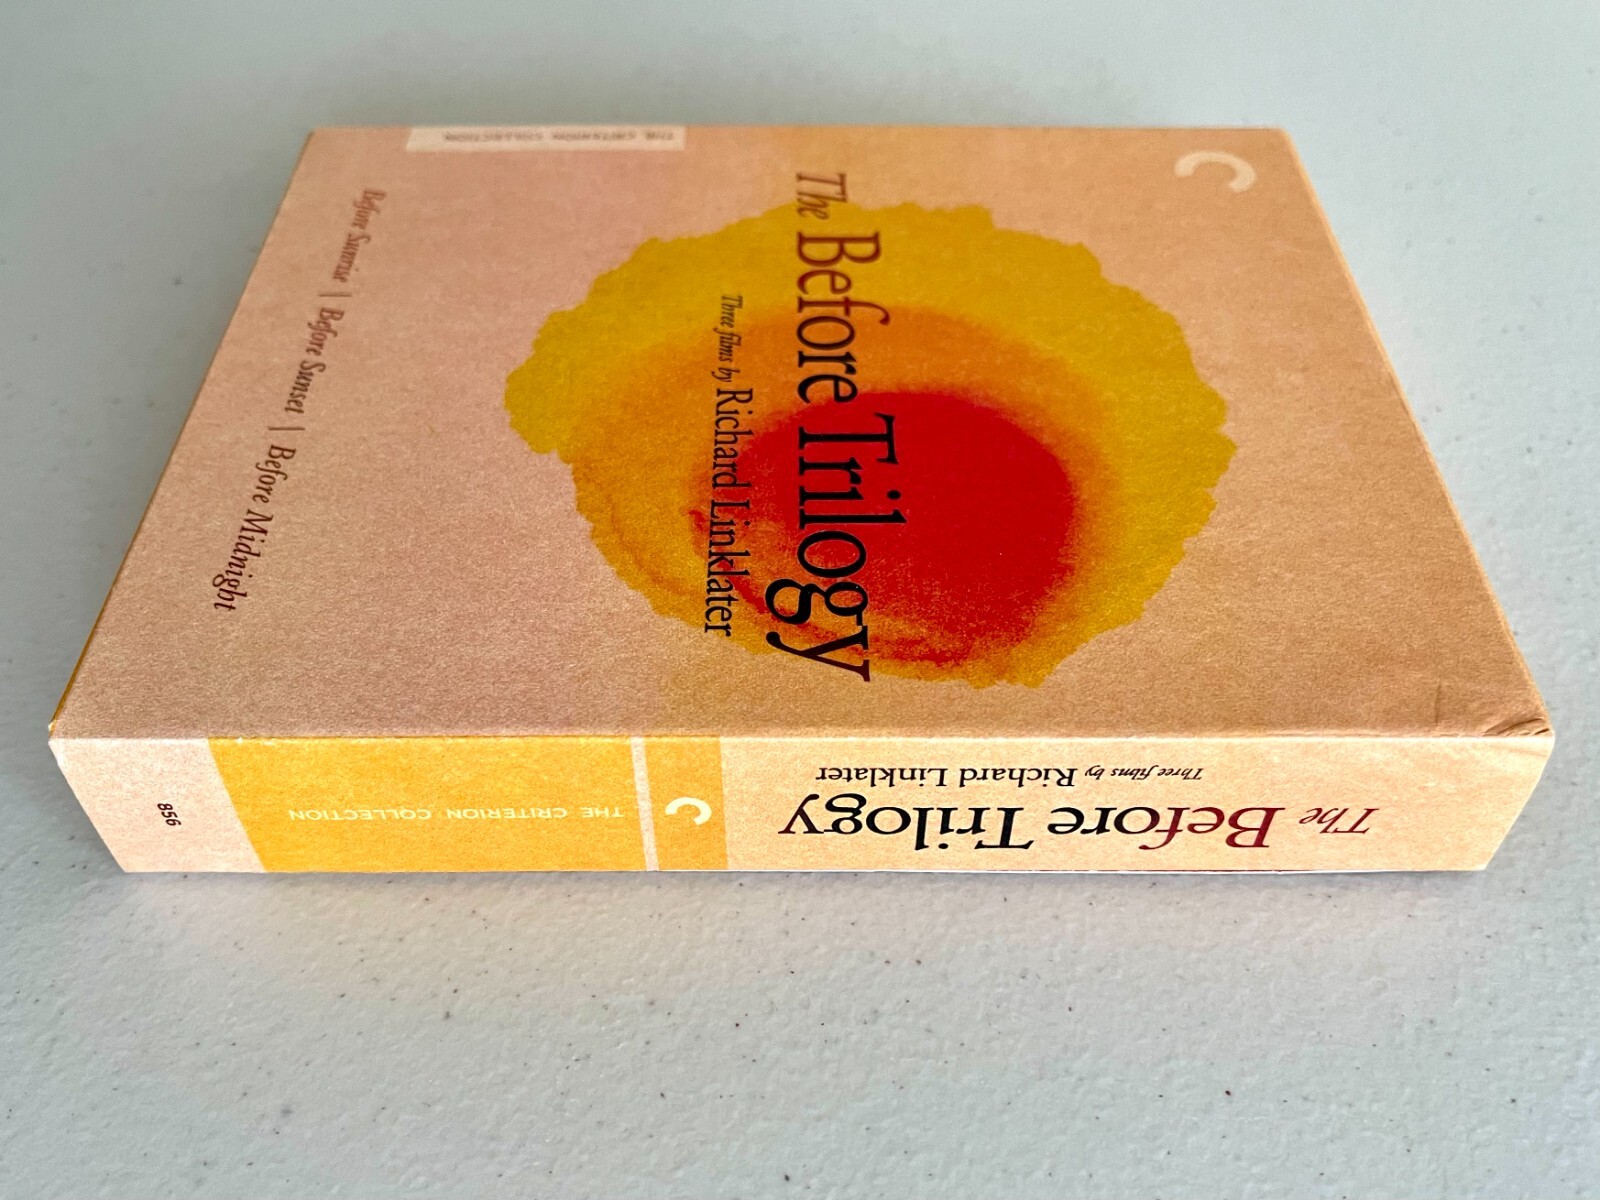 THE CRITERION COLLECTION
The Before Trilogy
Three films by Richard Linklater
Before Sunrise | Before Sunset | Before Midnight
The Before Trilogy
Three films by Richard Linklater
THE CRITERION COLLECTION
856